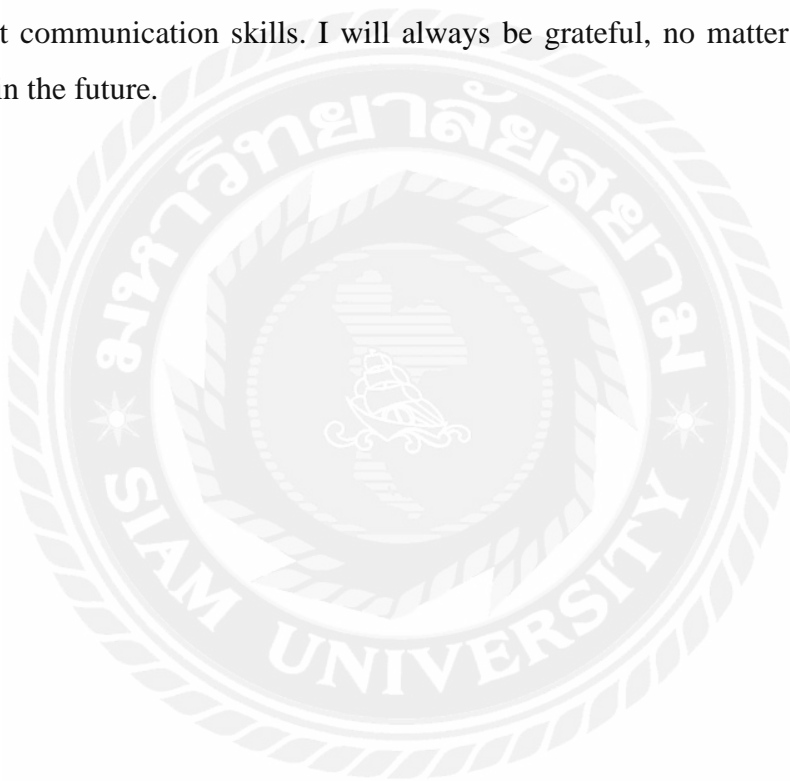 t communication skills. I will always be grateful, no matter
in the future.
มหาวิทยาลัยสยาม
SIAM UNIVERSITY